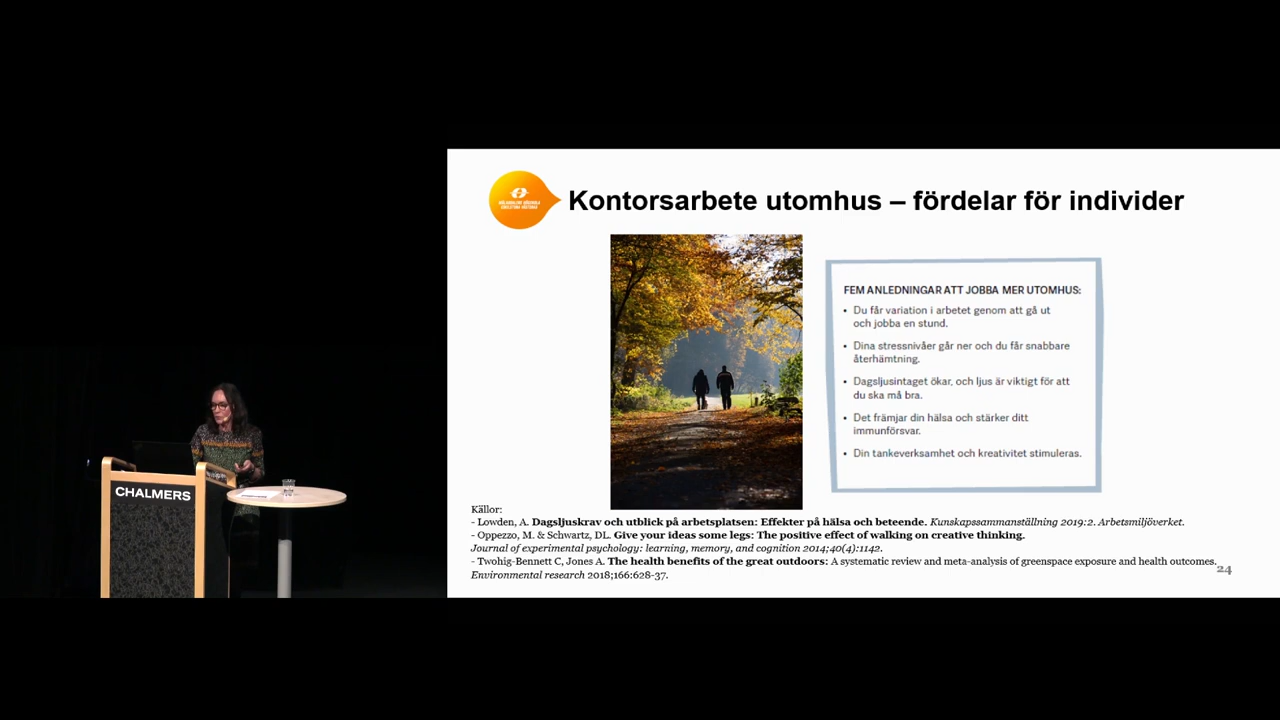 Kontorsarbete utomhus – fördelar för individer
FEM ANLEDNINGAR ATT JOBBA MER UTOMHUS:
• Du får variation i arbetet genom att gå ut
och jobba en stund.
• Dina stressnivåer går ner och du får snabbare
återhämtning.
• Dagsljusintaget ökar, och ljus är viktigt för att
du ska må bra.
• Det främjar din hälsa och stärker ditt
immunförsvar.
• Din tankeverksamhet och kreativitet stimuleras.
CHALMERS
Källor:
- Lowden, A. Dagsljuskrav och utblick på arbetsplatsen: Effekter på hälsa och beteende. Kunskapssammanställning 2019:2. Arbetsmiljöverket.
- Oppezzo, M. & Schwartz, DL. Give your ideas some legs: The positive effect of walking on creative thinking.
Journal of experimental psychology: learning, memory, and cognition 2014;40(4):1142.
- Twohig-Bennett C, Jones A. The health benefits of the great outdoors: A systematic review and meta-analysis of greenspace exposure and health outcomes.
Environmental research 2018;166:628-37.
24